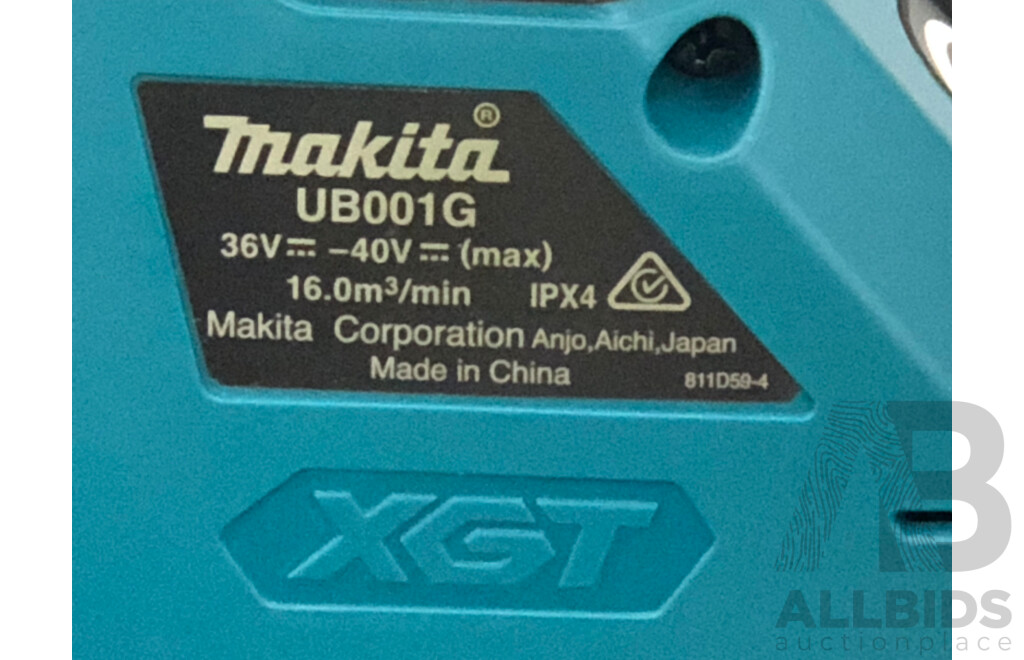 makita®
UB001G
36V⎓ –40V⎓ (max)
16.0m³/min IPX4
Makita Corporation Anjo,Aichi,Japan
Made in China 811D59-4
XGT
AB
ALLBIDS
auctionplace